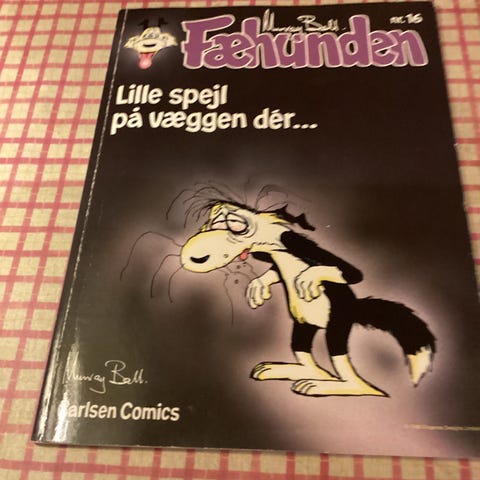 Murray Ball
nr. 16
Fæhunden
Lille spejl
på væggen dér...
Murray Ball.
Carlsen Comics